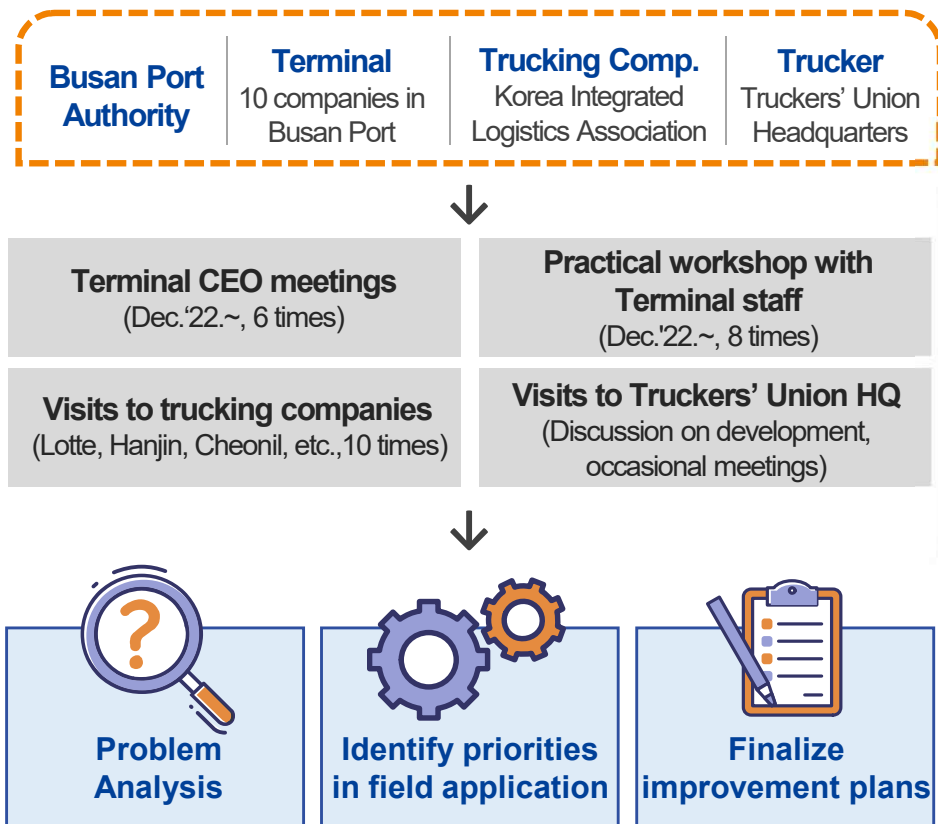 Busan Port
Authority
Terminal
10 companies in
Busan Port
Trucking Comp.
Korea Integrated
Logistics Association
Trucker
Truckers’ Union
Headquarters
Terminal CEO meetings
(Dec.‘22.~, 6 times)
Practical workshop with
Terminal staff
(Dec.'22.~, 8 times)
Visits to trucking companies
(Lotte, Hanjin, Cheonil, etc.,10 times)
Visits to Truckers’ Union HQ
(Discussion on development,
occasional meetings)
?
Problem
Analysis
Identify priorities
in field application
Finalize
improvement plans